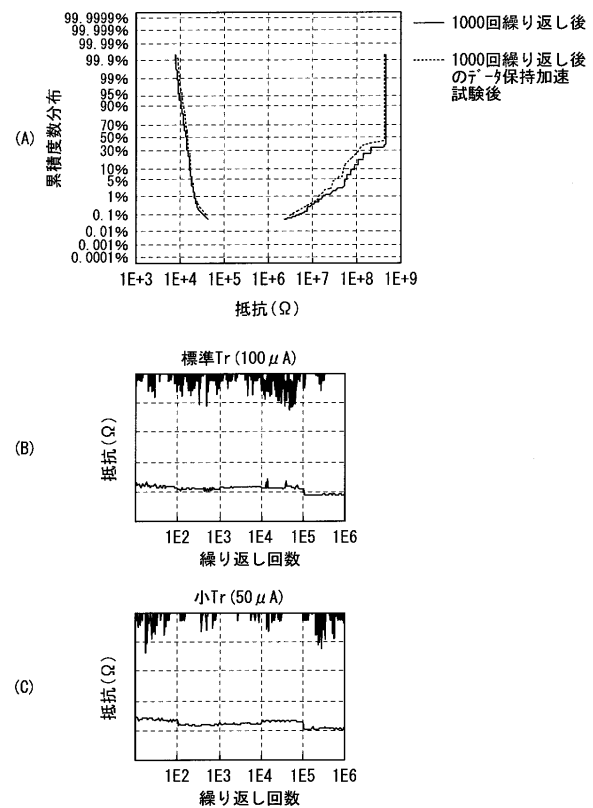 (A)
累積度数分布
99.9999%
99.999%
99.99%
99.9%
99%
95%
90%
70%
50%
30%
10%
5%
1%
0.1%
0.01%
0.001%
0.0001%
1E+3 1E+4 1E+5 1E+6 1E+7 1E+8 1E+9
抵抗(Ω)
1000回繰り返し後
1000回繰り返し後
のデータ保持加速
試験後
標準Tr(100μA)
(B)
抵抗(Ω)
1E2 1E3 1E4 1E5 1E6
繰り返し回数
小Tr(50μA)
(C)
抵抗(Ω)
1E2 1E3 1E4 1E5 1E6
繰り返し回数